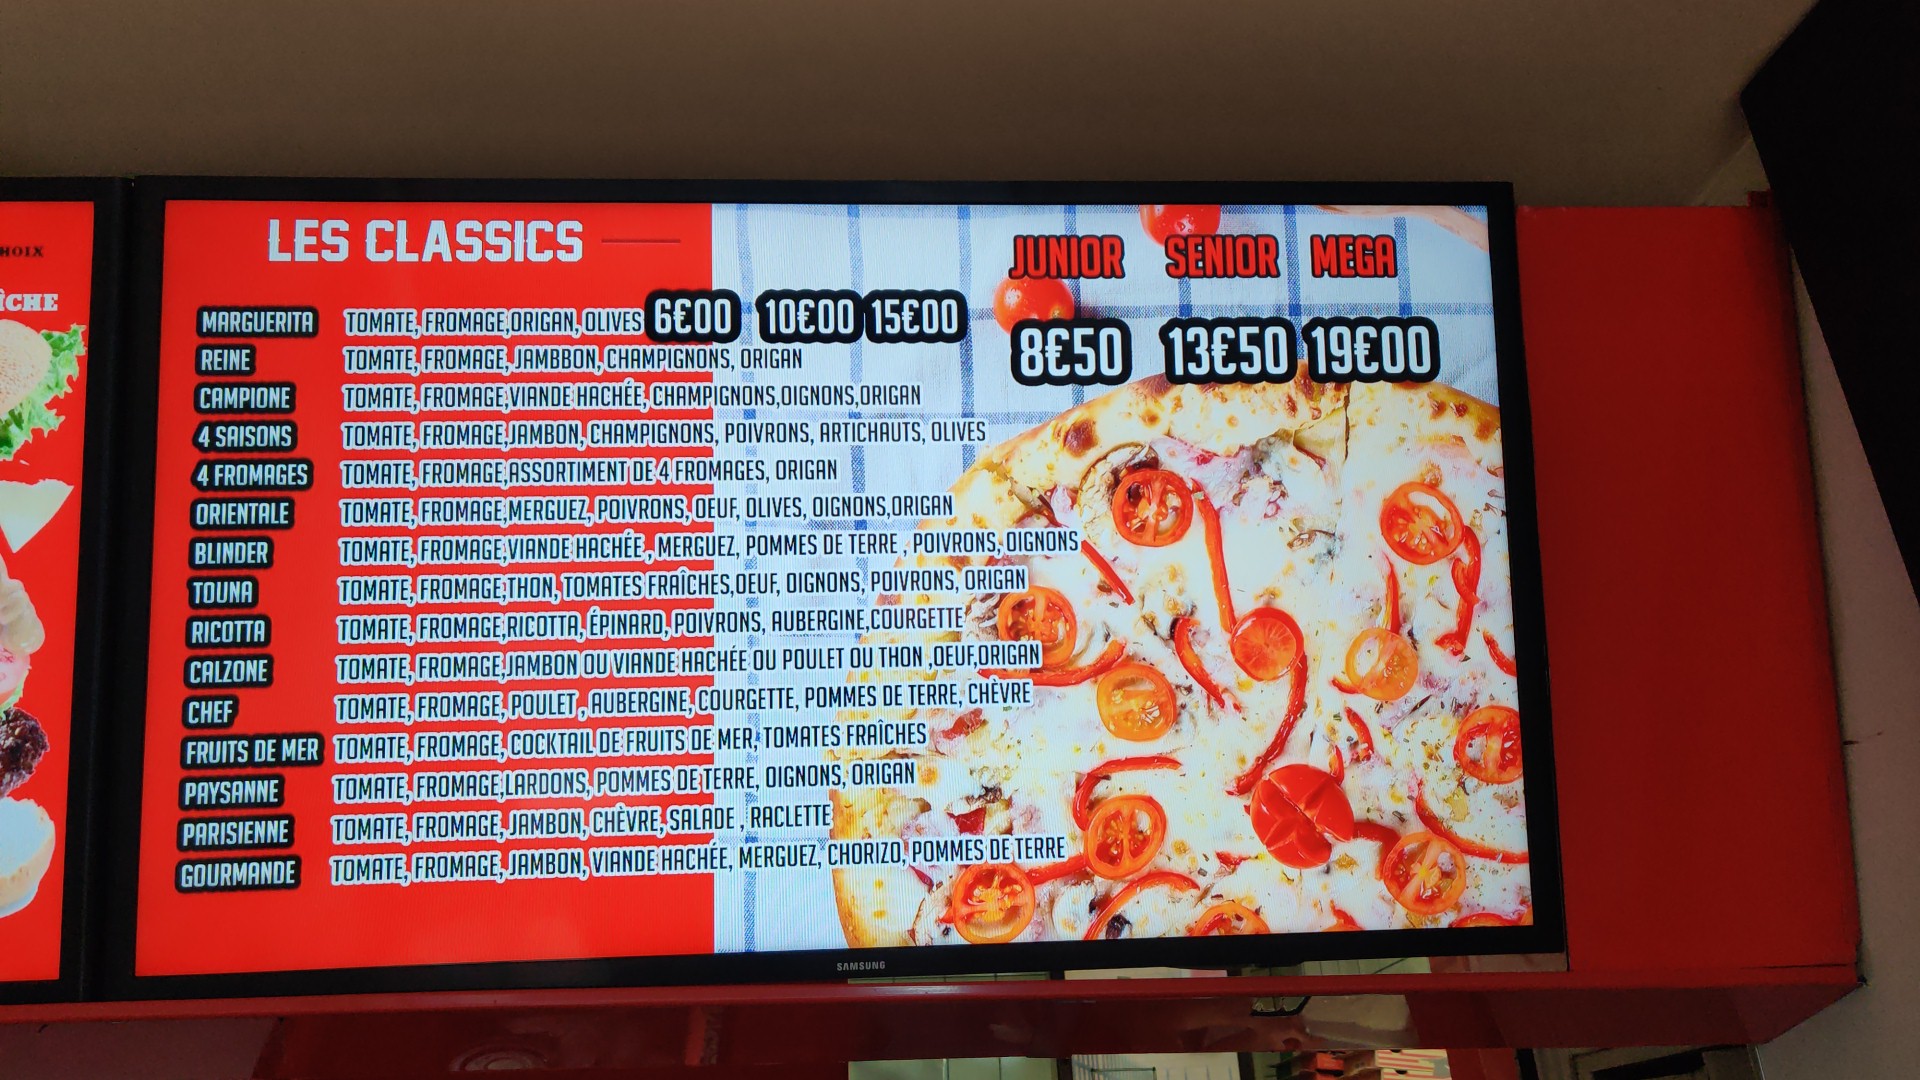 HOIX
ÎCHE
LES CLASSICS
JUNIOR SENIOR MEGA
MARGUERITA TOMATE, FROMAGE,ORIGAN, OLIVES 6€00 10€00 15€00
8€50 13€50 19€00
REINE TOMATE, FROMAGE, JAMBBON, CHAMPIGNONS, ORIGAN
CAMPIONE TOMATE, FROMAGE,VIANDE HACHÉE, CHAMPIGNONS,OIGNONS,ORIGAN
4 SAISONS TOMATE, FROMAGE,JAMBON, CHAMPIGNONS, POIVRONS, ARTICHAUTS, OLIVES
4 FROMAGES TOMATE, FROMAGE,ASSORTIMENT DE 4 FROMAGES, ORIGAN
ORIENTALE TOMATE, FROMAGE,MERGUEZ, POIVRONS, OEUF, OLIVES, OIGNONS,ORIGAN
BLINDER TOMATE, FROMAGE,VIANDE HACHÉE , MERGUEZ, POMMES DE TERRE , POIVRONS, OIGNONS
TOUNA TOMATE, FROMAGE,THON, TOMATES FRAÎCHES,OEUF, OIGNONS, POIVRONS, ORIGAN
RICOTTA TOMATE, FROMAGE,RICOTTA, ÉPINARD, POIVRONS, AUBERGINE,COURGETTE
CALZONE TOMATE, FROMAGE,JAMBON OU VIANDE HACHÉE OU POULET OU THON ,OEUF,ORIGAN
CHEF TOMATE, FROMAGE, POULET , AUBERGINE, COURGETTE, POMMES DE TERRE, CHÈVRE
FRUITS DE MER TOMATE, FROMAGE, COCKTAIL DE FRUITS DE MER, TOMATES FRAÎCHES
PAYSANNE TOMATE, FROMAGE,LARDONS, POMMES DE TERRE, OIGNONS, ORIGAN
PARISIENNE TOMATE, FROMAGE, JAMBON, CHÈVRE, SALADE , RACLETTE
GOURMANDE TOMATE, FROMAGE, JAMBON, VIANDE HACHÉE, MERGUEZ, CHORIZO, POMMES DE TERRE
SAMSUNG